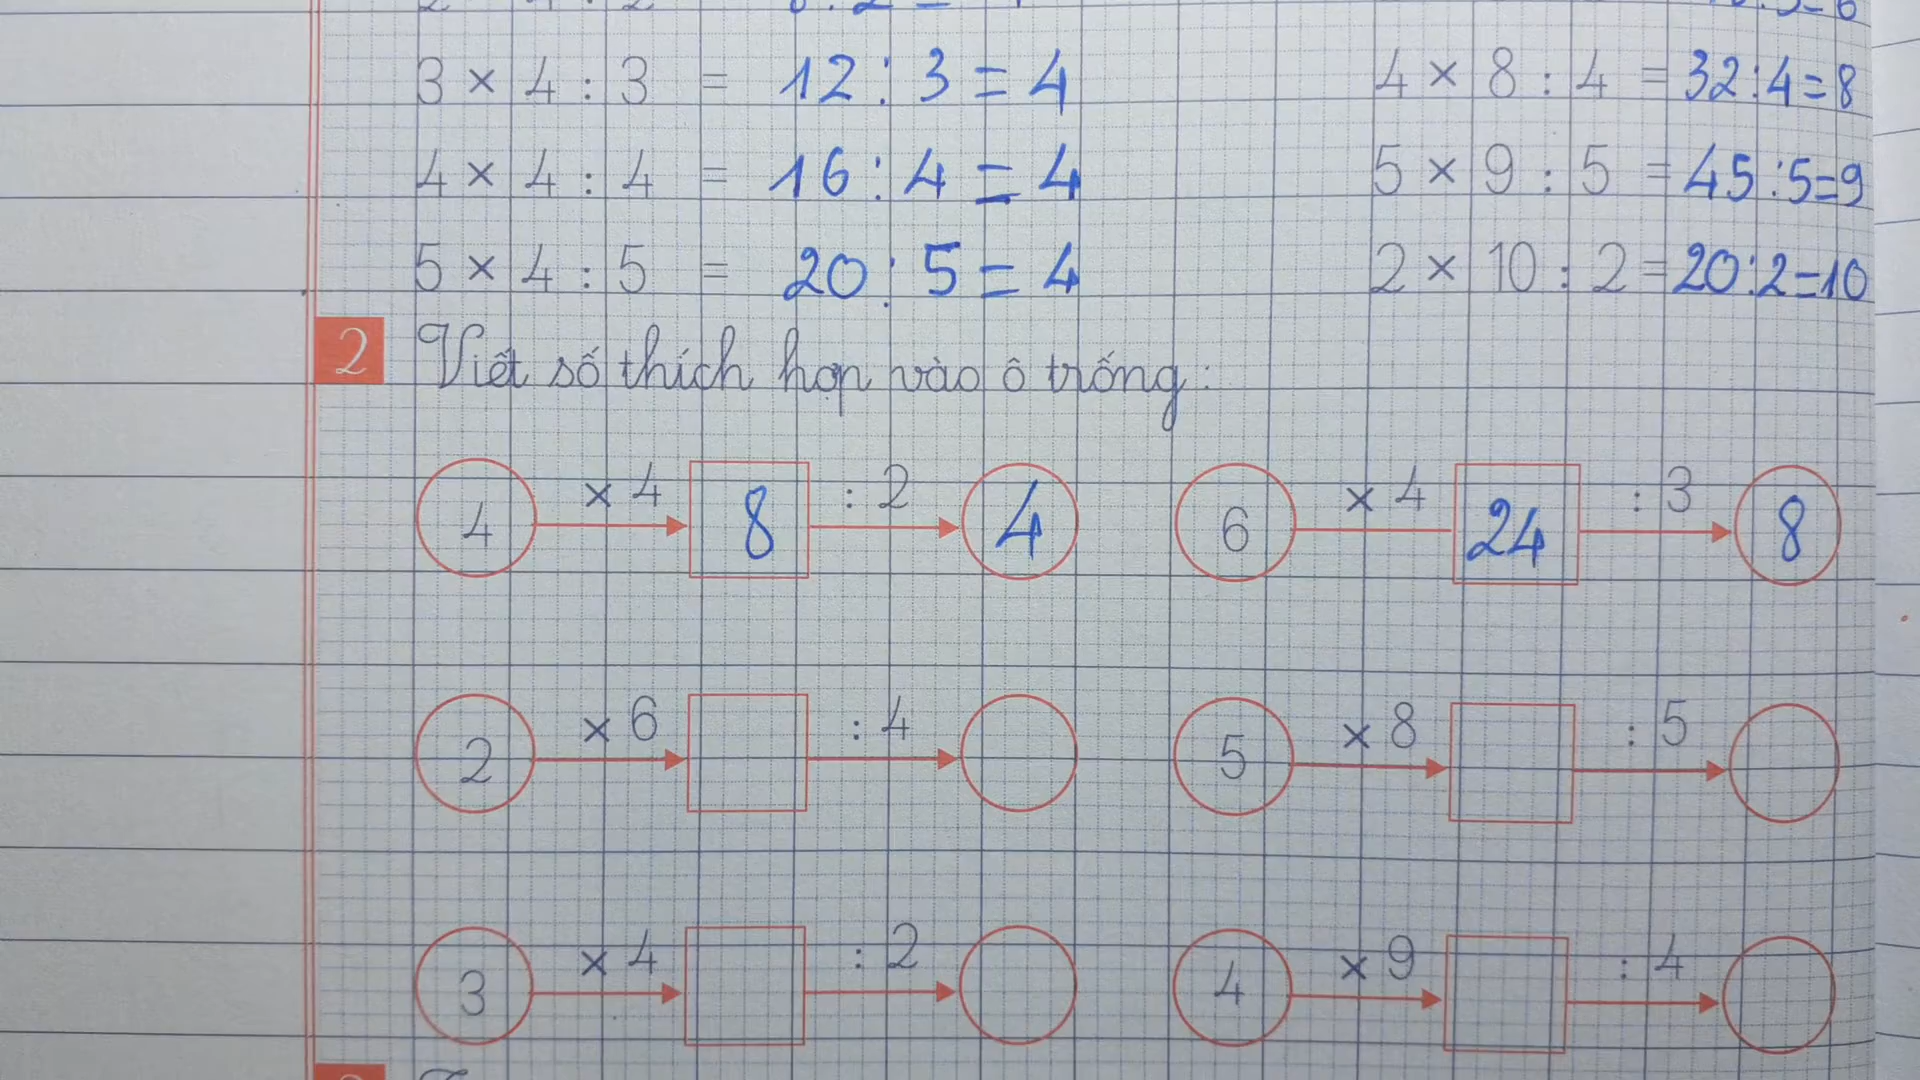 3 × 4 : 3 = 12 : 3 = 4
4 × 8 : 4 = 32 : 4 = 8
4 × 4 : 4 = 16 : 4 = 4
5 × 9 : 5 = 45 : 5 = 9
5 × 4 : 5 = 20 : 5 = 4
2 × 10 : 2 = 20 : 2 = 10
2 Viết số thích hợp vào ô trống :
4 × 4 8 : 2 4
6 × 4 24 : 3 8
2 × 6 : 4
5 × 8 : 5
3 × 4 : 2
4 × 9 : 4